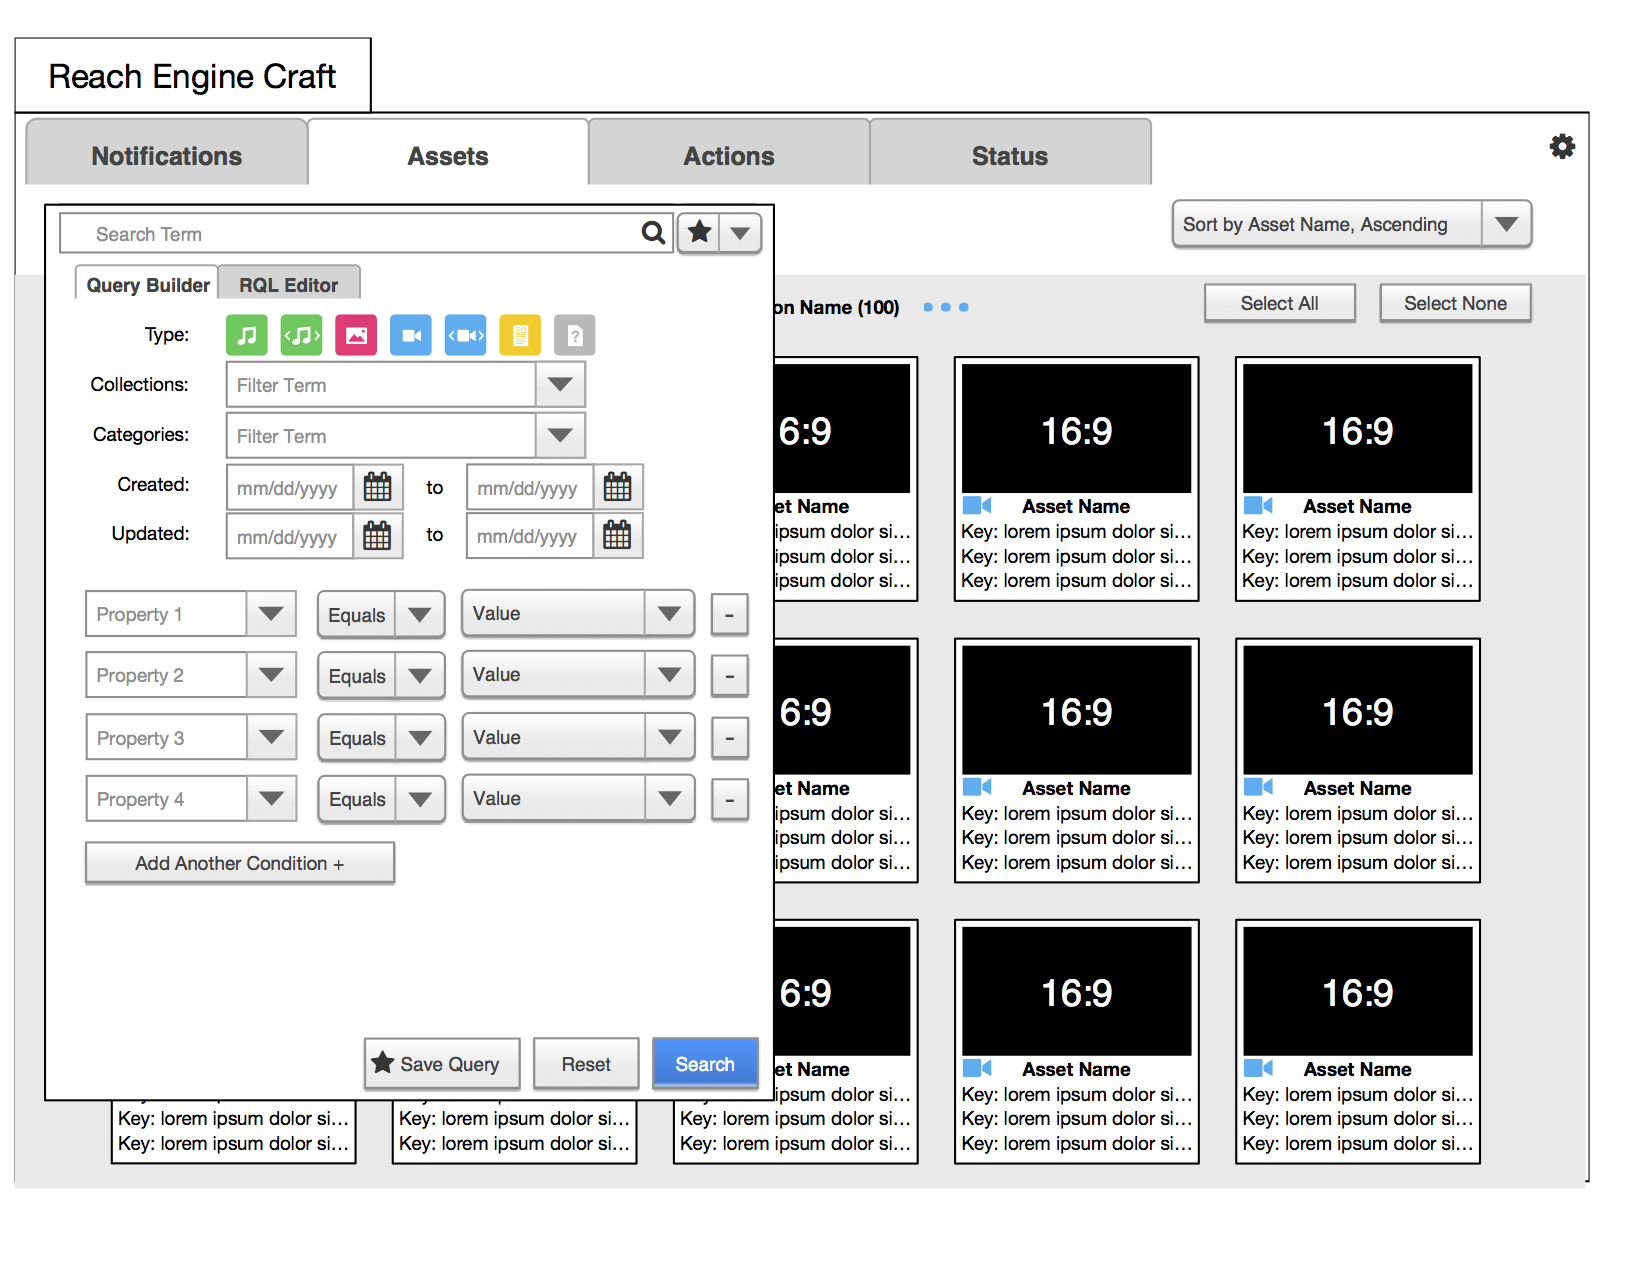 Reach Engine Craft
Notifications Assets Actions Status
Search Term
Sort by Asset Name, Ascending
Query Builder RQL Editor
on Name (100)
Select All Select None
Type:
?
Collections: Filter Term
Categories: Filter Term
Created: mm/dd/yyyy to mm/dd/yyyy
Updated: mm/dd/yyyy to mm/dd/yyyy
Property 1 Equals Value -
Property 2 Equals Value -
Property 3 Equals Value -
Property 4 Equals Value -
Add Another Condition +
Save Query Reset Search
6:9 16:9 16:9
et Name Asset Name Asset Name
ipsum dolor si... Key: lorem ipsum dolor si... Key: lorem ipsum dolor si...
ipsum dolor si... Key: lorem ipsum dolor si... Key: lorem ipsum dolor si...
ipsum dolor si... Key: lorem ipsum dolor si... Key: lorem ipsum dolor si...
6:9 16:9 16:9
et Name Asset Name Asset Name
ipsum dolor si... Key: lorem ipsum dolor si... Key: lorem ipsum dolor si...
ipsum dolor si... Key: lorem ipsum dolor si... Key: lorem ipsum dolor si...
ipsum dolor si... Key: lorem ipsum dolor si... Key: lorem ipsum dolor si...
6:9 16:9 16:9
et Name Asset Name Asset Name
ipsum dolor si... Key: lorem ipsum dolor si... Key: lorem ipsum dolor si...
Key: lorem ipsum dolor si... Key: lorem ipsum dolor si... Key: lorem ipsum dolor si... Key: lorem ipsum dolor si... Key: lorem ipsum dolor si...
Key: lorem ipsum dolor si... Key: lorem ipsum dolor si... Key: lorem ipsum dolor si... Key: lorem ipsum dolor si... Key: lorem ipsum dolor si...